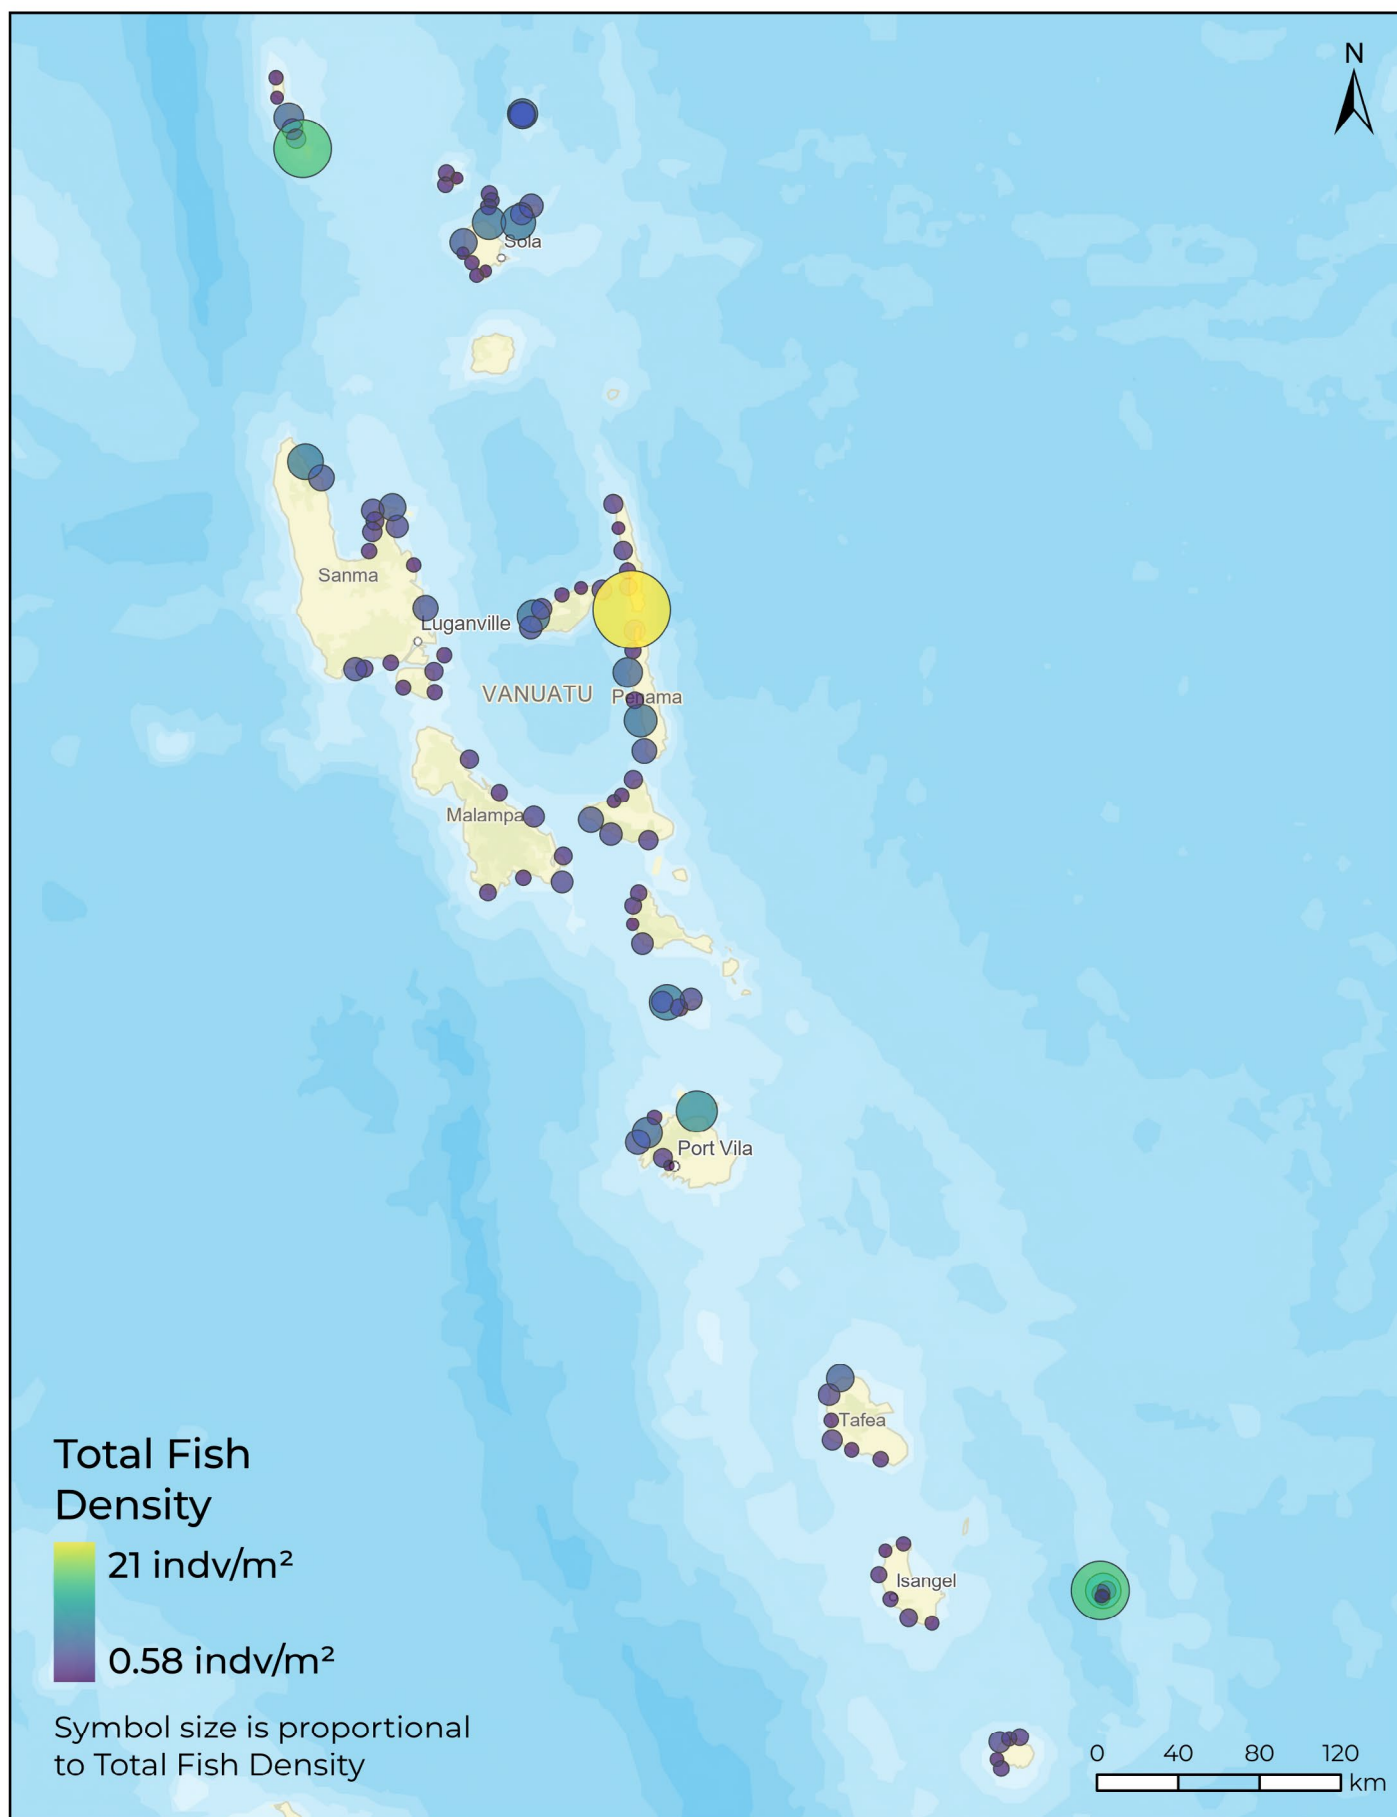 N
Sola
Sanma
Luganville
VANUATU
Penama
Malampa
Port Vila
Tafea
Isangel
Total Fish
Density
21 indv/m²
0.58 indv/m²
Symbol size is proportional
to Total Fish Density
0 40 80 120
km